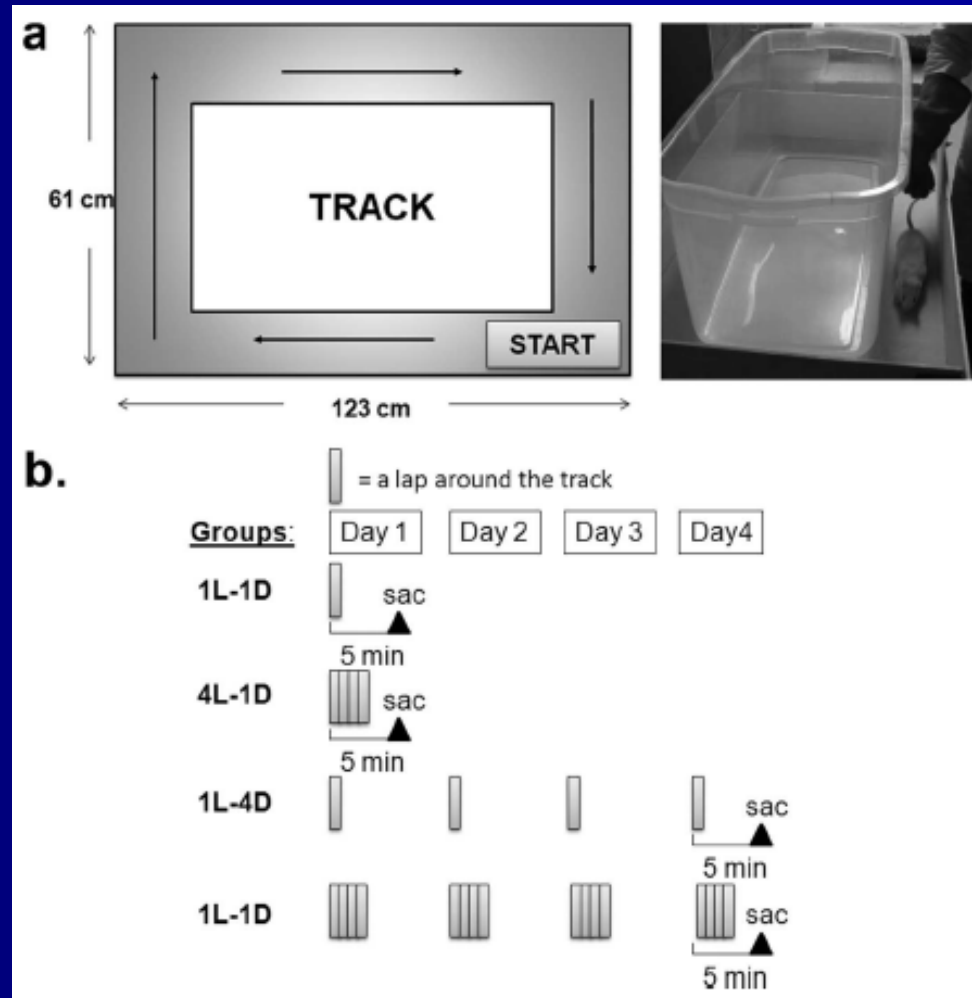 a
61 cm
TRACK
START
123 cm
b.
= a lap around the track
Groups: Day 1 Day 2 Day 3 Day4
1L-1D
sac
5 min
4L-1D
sac
5 min
1L-4D
sac
5 min
1L-1D
sac
5 min